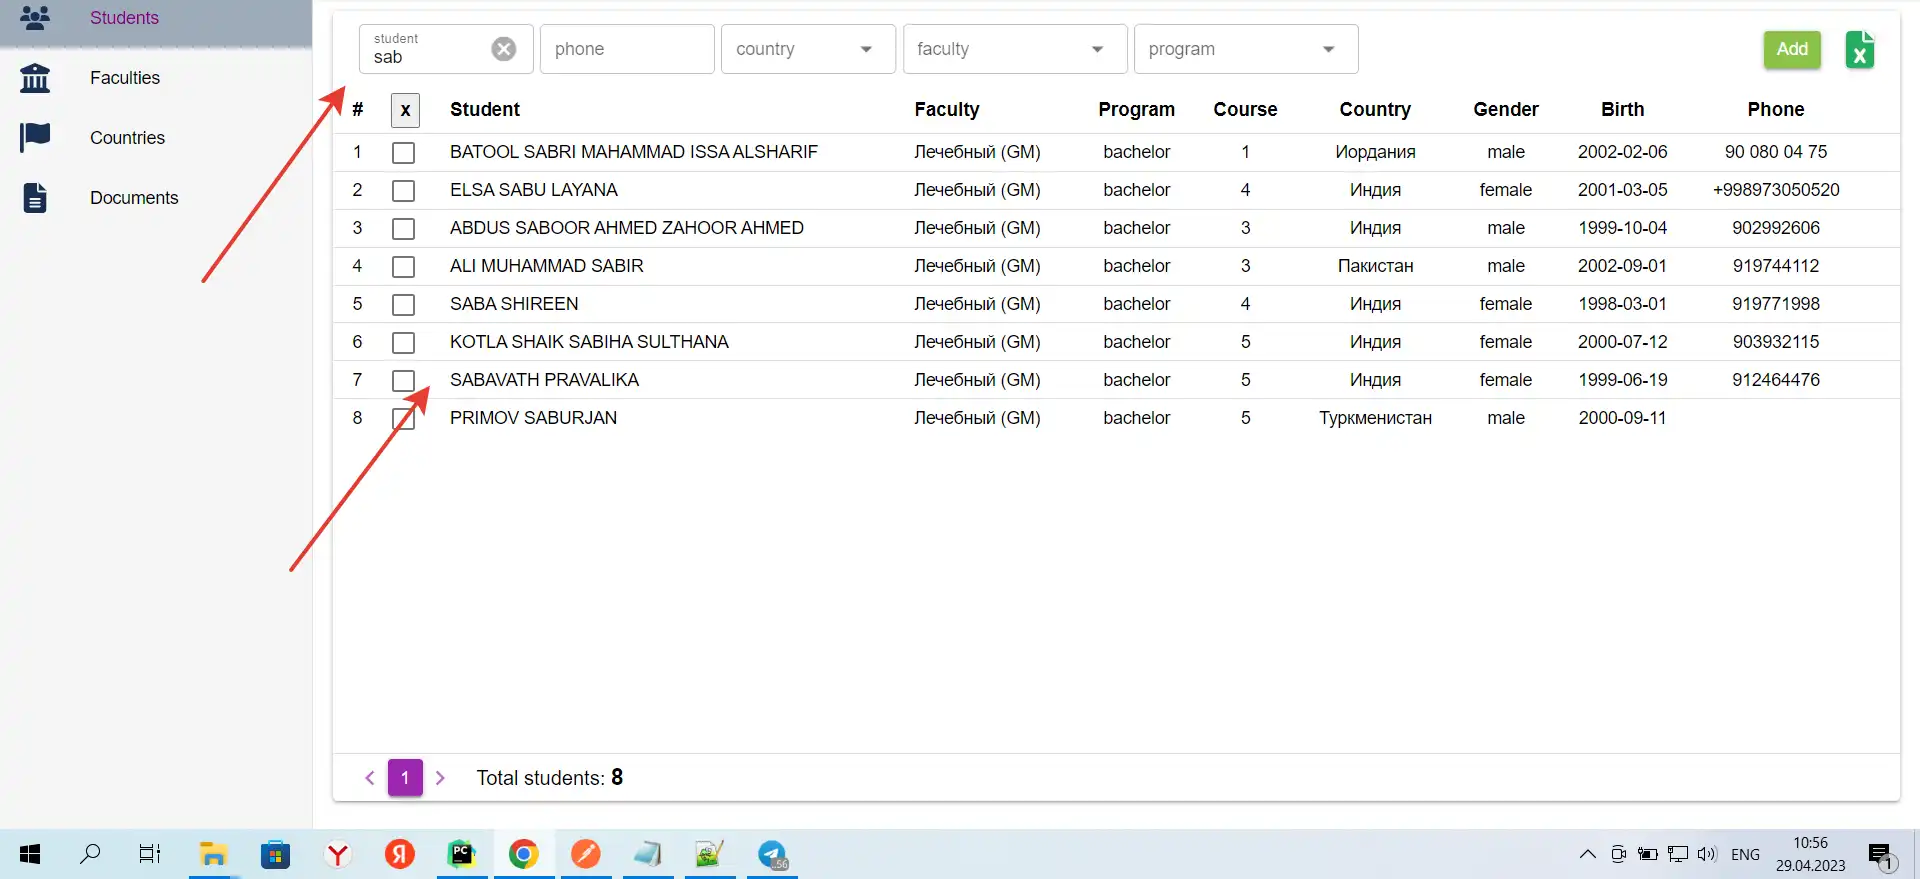 Students
Faculties
Countries
Documents
student
sab
phone
country
faculty
program
Add
X
# x Student Faculty Program Course Country Gender Birth Phone
1 BATOOL SABRI MAHAMMAD ISSA ALSHARIF Лечебный (GM) bachelor 1 Иордания male 2002-02-06 90 080 04 75
2 ELSA SABU LAYANA Лечебный (GM) bachelor 4 Индия female 2001-03-05 +998973050520
3 ABDUS SABOOR AHMED ZAHOOR AHMED Лечебный (GM) bachelor 3 Индия male 1999-10-04 902992606
4 ALI MUHAMMAD SABIR Лечебный (GM) bachelor 3 Пакистан male 2002-09-01 919744112
5 SABA SHIREEN Лечебный (GM) bachelor 4 Индия female 1998-03-01 919771998
6 KOTLA SHAIK SABIHA SULTHANA Лечебный (GM) bachelor 5 Индия female 2000-07-12 903932115
7 SABAVATH PRAVALIKA Лечебный (GM) bachelor 5 Индия female 1999-06-19 912464476
8 PRIMOV SABURJAN Лечебный (GM) bachelor 5 Туркменистан male 2000-09-11
1 Total students: 8
Y
Я
PC
56
ENG
10:56
29.04.2023
1